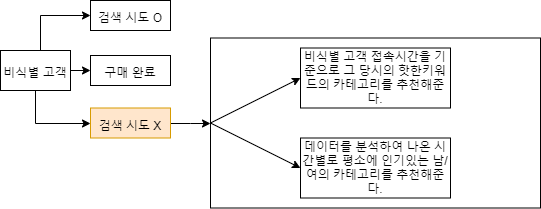 검색 시도 O
비식별 고객
구매 완료
검색 시도 X
비식별 고객 접속시간을 기
준으로 그 당시의 핫한키워
드의 카테고리를 추천해준
다.
데이터를 분석하여 나온 시
간별로 평소에 인기있는 남/
여의 카테고리를 추천해준
다.